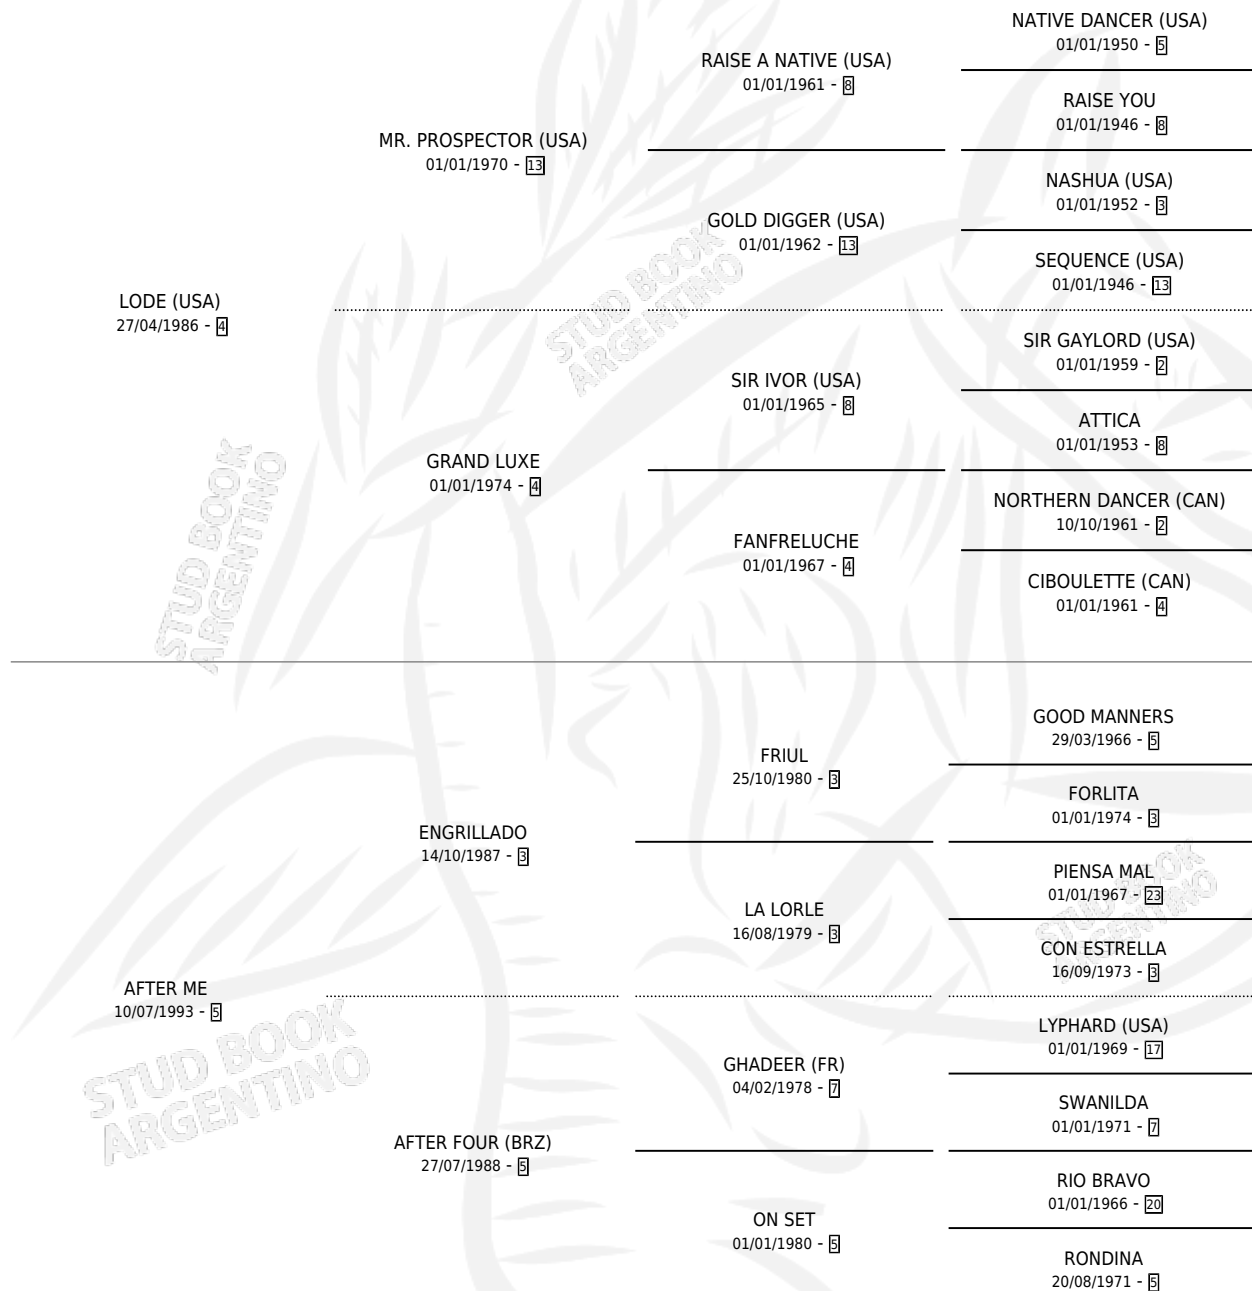 NATIVE DANCER (USA)
01/01/1950 - 5
RAISE A NATIVE (USA)
01/01/1961 - 8
RAISE YOU
01/01/1946 - 8
MR. PROSPECTOR (USA)
01/01/1970 - 13
NASHUA (USA)
01/01/1952 - 3
GOLD DIGGER (USA)
01/01/1962 - 13
SEQUENCE (USA)
01/01/1946 - 13
LODE (USA)
27/04/1986 - 4
SIR GAYLORD (USA)
01/01/1959 - 2
SIR IVOR (USA)
01/01/1965 - 8
ATTICA
01/01/1953 - 8
GRAND LUXE
01/01/1974 - 4
NORTHERN DANCER (CAN)
10/10/1961 - 2
FANFRELUCHE
01/01/1967 - 4
CIBOULETTE (CAN)
01/01/1961 - 4
GOOD MANNERS
29/03/1966 - 5
FRIUL
25/10/1980 - 3
FORLITA
01/01/1974 - 3
ENGRILLADO
14/10/1987 - 3
PIENSA MAL
01/01/1967 - 23
LA LORLE
16/08/1979 - 3
CON ESTRELLA
16/09/1973 - 3
AFTER ME
10/07/1993 - 5
LYPHARD (USA)
01/01/1969 - 17
GHADEER (FR)
04/02/1978 - 7
SWANILDA
01/01/1971 - 7
AFTER FOUR (BRZ)
27/07/1988 - 5
RIO BRAVO
01/01/1966 - 20
ON SET
01/01/1980 - 5
RONDINA
20/08/1971 - 5
STUD BOOK
ARGENTINO
STUD BOOK
ARGENTINO
STUD BOOK
ARGENTINO
STUD BOOK
ARGENTINO